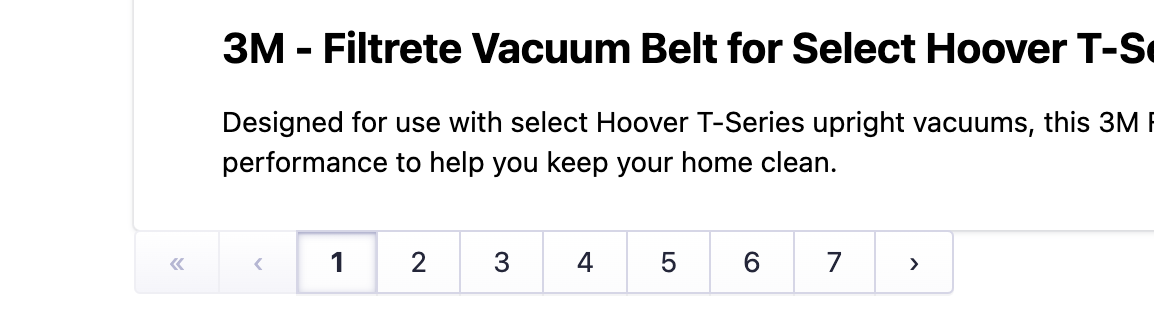 3M - Filtrete Vacuum Belt for Select Hoover
Designed for use with select Hoover T-Series upright vacuums, this 3M
performance to help you keep your home clean.
« ‹ 1 2 3 4 5 6 7 ›